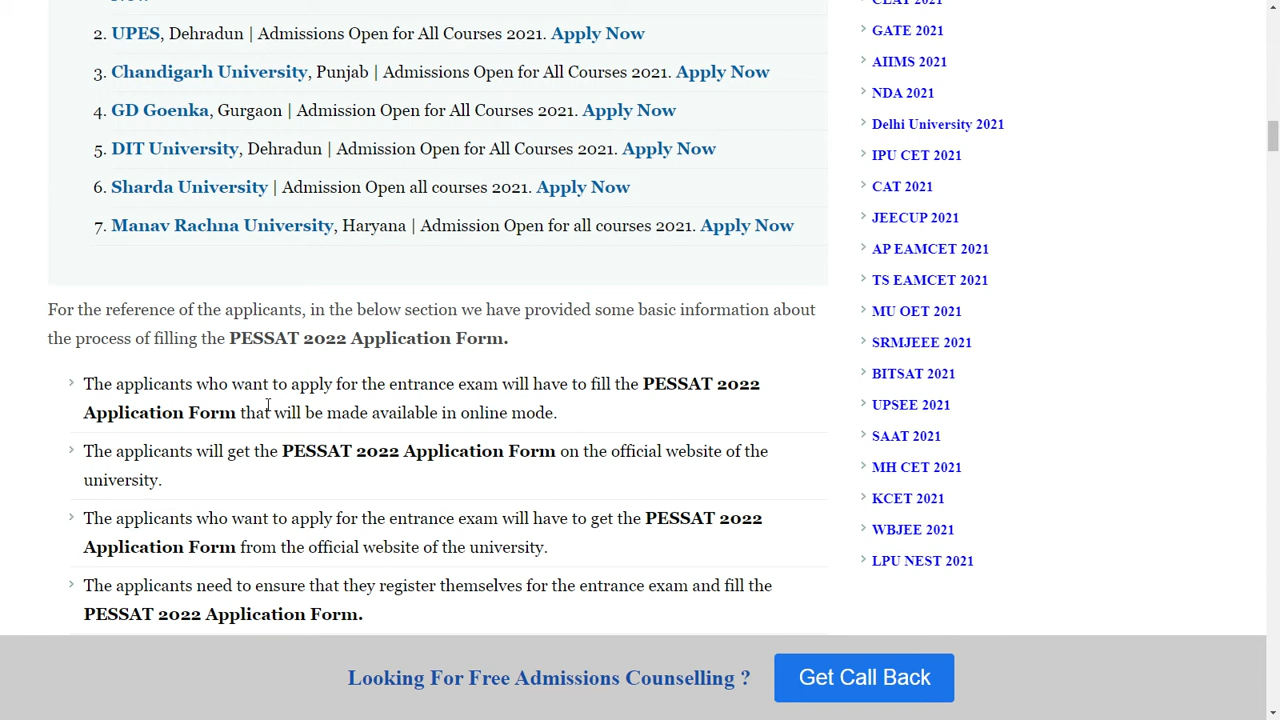 2. UPES, Dehradun | Admissions Open for All Courses 2021. Apply Now
3. Chandigarh University, Punjab | Admissions Open for All Courses 2021. Apply Now
4. GD Goenka, Gurgaon | Admission Open for All Courses 2021. Apply Now
5. DIT University, Dehradun | Admission Open for All Courses 2021. Apply Now
6. Sharda University | Admission Open all courses 2021. Apply Now
7. Manav Rachna University, Haryana | Admission Open for all courses 2021. Apply Now
For the reference of the applicants, in the below section we have provided some basic information about
the process of filling the PESSAT 2022 Application Form.
The applicants who want to apply for the entrance exam will have to fill the PESSAT 2022
Application Form that will be made available in online mode.
The applicants will get the PESSAT 2022 Application Form on the official website of the
university.
The applicants who want to apply for the entrance exam will have to get the PESSAT 2022
Application Form from the official website of the university.
The applicants need to ensure that they register themselves for the entrance exam and fill the
PESSAT 2022 Application Form.
CLAT 2021
GATE 2021
AIIMS 2021
NDA 2021
Delhi University 2021
IPU CET 2021
CAT 2021
JEECUP 2021
AP EAMCET 2021
TS EAMCET 2021
MU OET 2021
SRMJEEE 2021
BITSAT 2021
UPSEE 2021
SAAT 2021
MH CET 2021
KCET 2021
WBJEE 2021
LPU NEST 2021
Looking For Free Admissions Counselling ?
Get Call Back